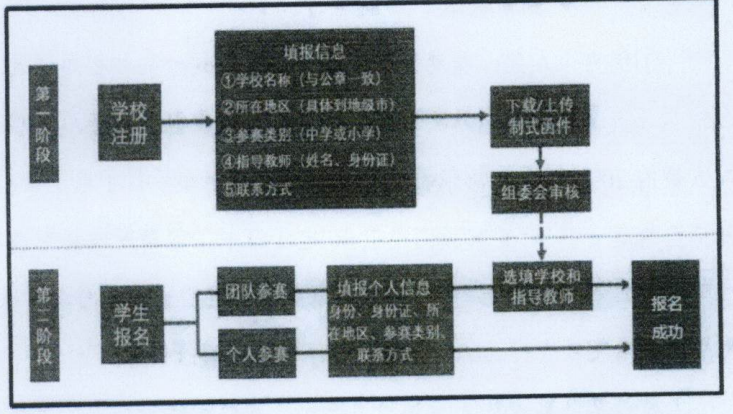 第一阶段
学校
注册
填报信息
①学校名称（与公章一致）
②所在地区（具体到地级市）
③参赛类别（中学或小学）
④指导教师（姓名、身份证）
⑤联系方式
下载/上传
制式函件
组委会审核
第二阶段
学生
报名
团队参赛
个人参赛
填报个人信息
身份、身份证、所
在地区、参赛类别、
联系方式
选填学校和
指导教师
报名
成功